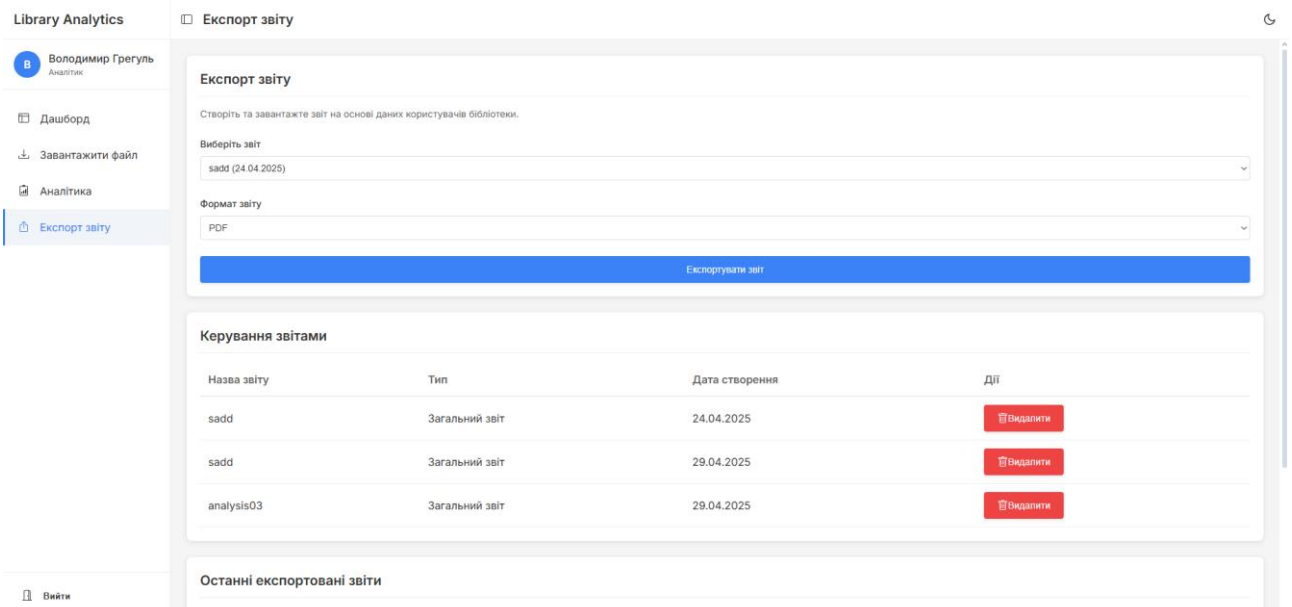 Library Analytics
Експорт звіту
В
Володимир Грегуль
Аналітик
Дашборд
Завантажити файл
Аналітика
Експорт звіту
Вийти
Експорт звіту
Створіть та завантажте звіт на основі даних користувачів бібліотеки.
Виберіть звіт
sadd (24.04.2025)
Формат звіту
PDF
Експортувати звіт
Керування звітами
Назва звіту Тип Дата створення Дії
sadd Загальний звіт 24.04.2025 Видалити
sadd Загальний звіт 29.04.2025 Видалити
analysis03 Загальний звіт 29.04.2025 Видалити
Останні експортовані звіти